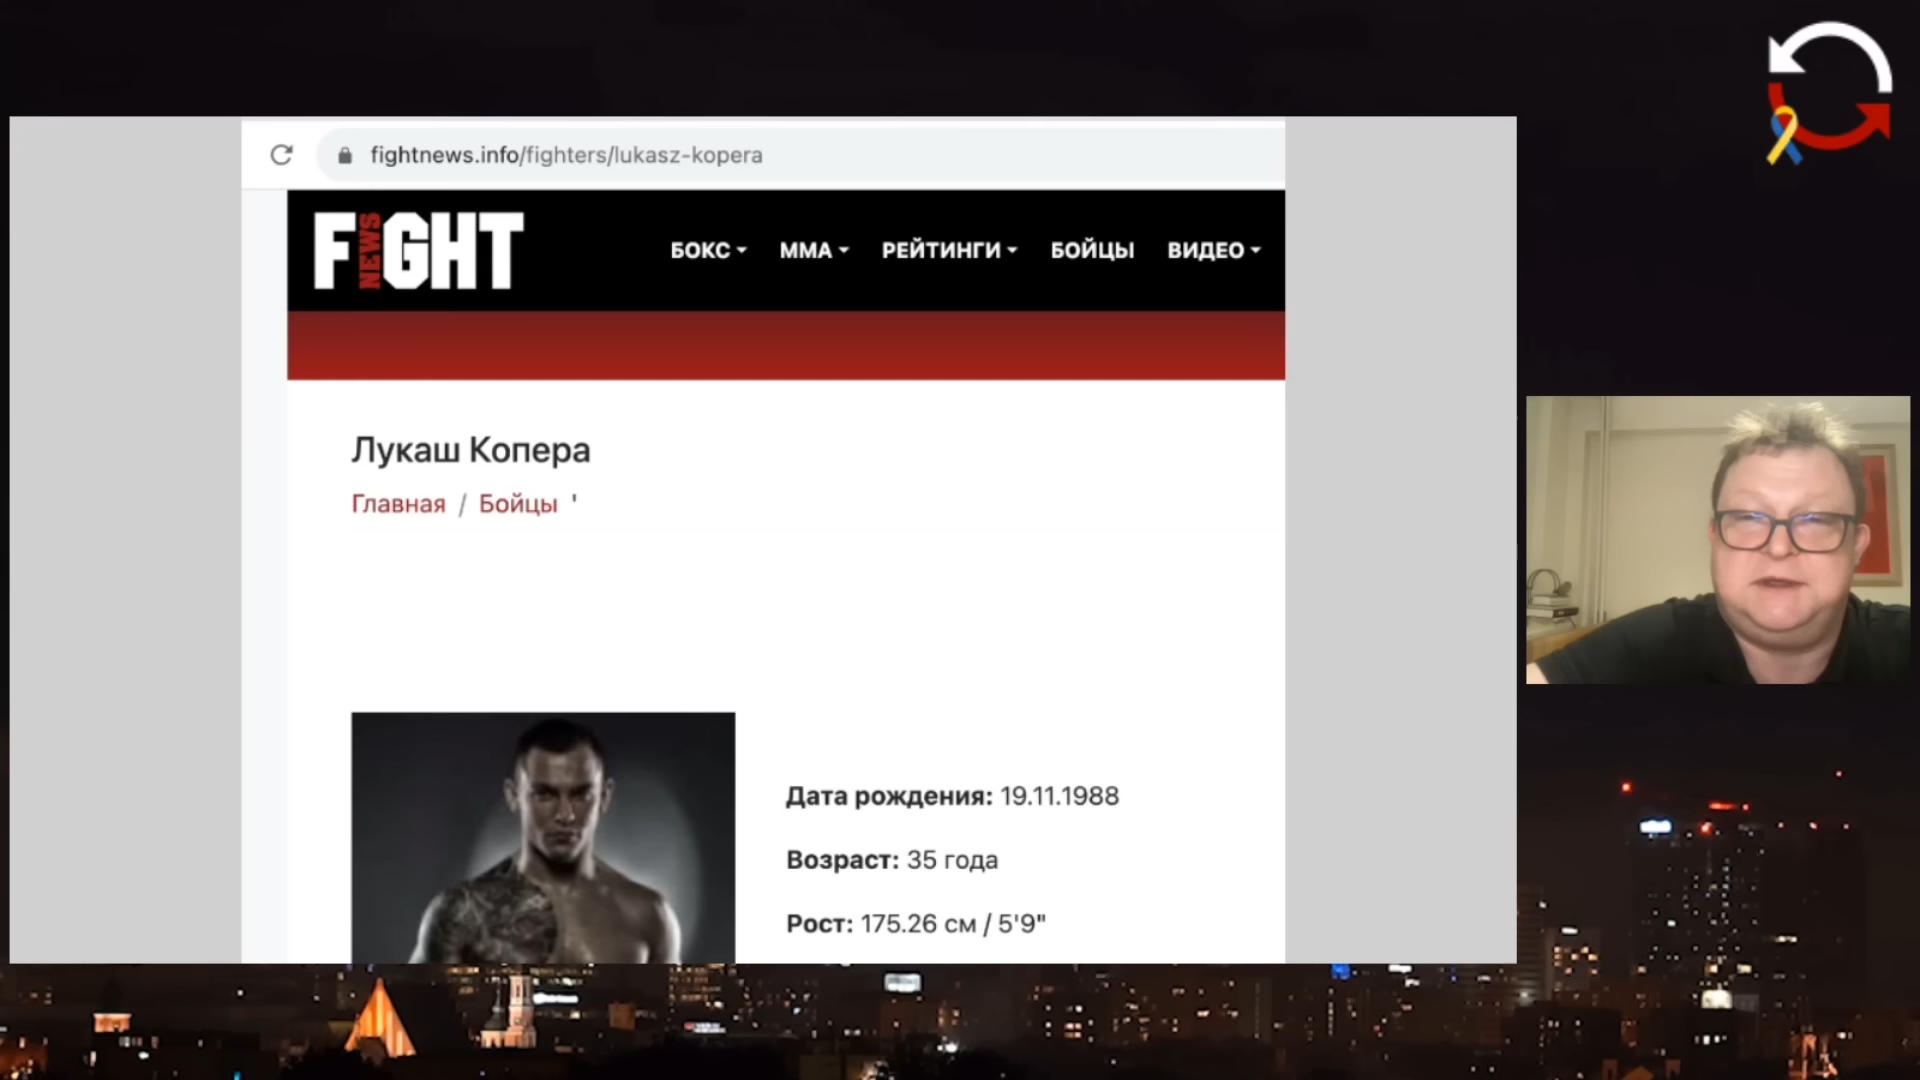 fightnews.info/fighters/lukasz-kopera
FIGHT
NEWS
БОКС
ММА
РЕЙТИНГИ
БОЙЦЫ
ВИДЕО
Лукаш Копера
Главная / Бойцы '
Дата рождения: 19.11.1988
Возраст: 35 года
Рост: 175.26 см / 5'9"